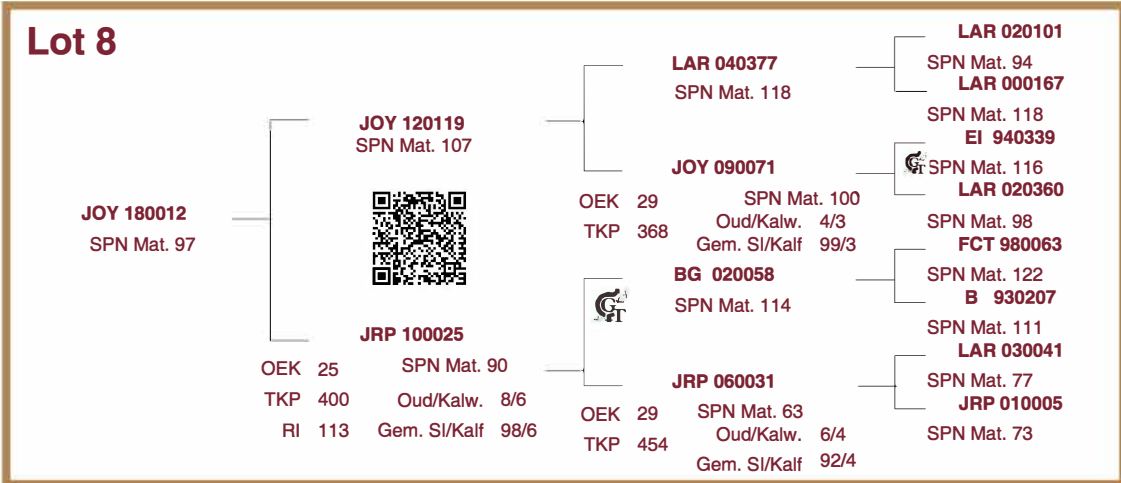 Lot 8
JOY 180012
SPN Mat. 97
JOY 120119
SPN Mat. 107
JRP 100025
OEK 25 SPN Mat. 90
TKP 400 Oud/Kalw. 8/6
RI 113 Gem. Sl/Kalf 98/6
LAR 040377
SPN Mat. 118
JOY 090071
OEK 29 SPN Mat. 100
TKP 368 Oud/Kalw. 4/3
Gem. Sl/Kalf 99/3
BG 020058
SPN Mat. 114
GT
JRP 060031
OEK 29 SPN Mat. 63
TKP 454 Oud/Kalw. 6/4
Gem. Sl/Kalf 92/4
LAR 020101
SPN Mat. 94
LAR 000167
SPN Mat. 118
EI 940339
GT SPN Mat. 116
LAR 020360
SPN Mat. 98
FCT 980063
SPN Mat. 122
B 930207
SPN Mat. 111
LAR 030041
SPN Mat. 77
JRP 010005
SPN Mat. 73